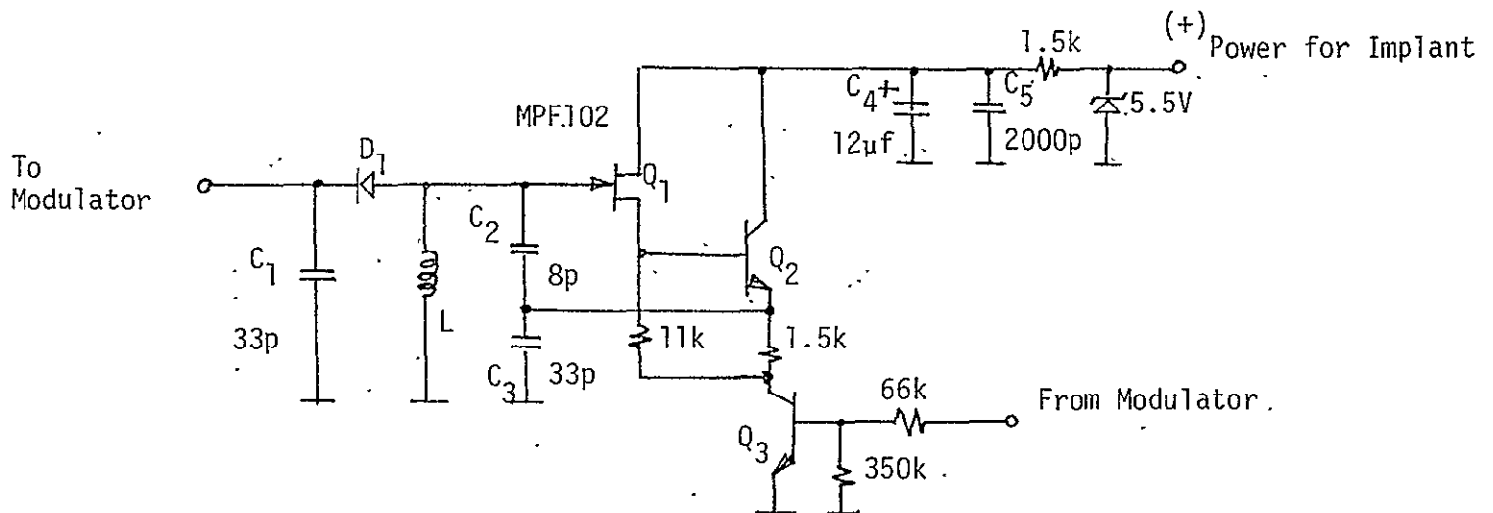 (+)
Power for Implant
1.5k
C4
+
C5
5.5V
12µf
2000p
MPF102
To
Modulator
D1
Q1
C2
C1
8p
Q2
L
33p
C3
33p
11k
1.5k
66k
From Modulator.
Q3
350k